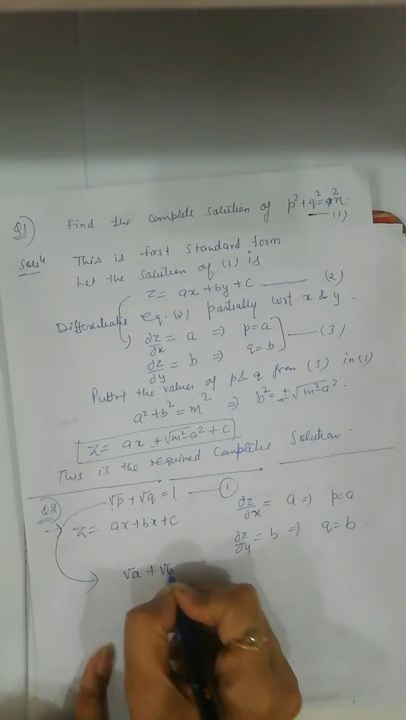 Q1) Find the complete solution of p²+q²=m² —(1)
Solⁿ This is first standard form.
Let the solution of (1) is
z = ax+by+c —— (2)
Differentiate eq. (2) partially wrt x & y.
∂z/∂x = a ⇒ p=a
∂z/∂y = b ⇒ q=b ] —— (3)
Putting the values of p & q from (3) in (1)
a²+b²=m² ⇒ b²=±√m²-a².
z = ax ±√m²-a² + c
This is the required Complete Solution.
Q2 √p + √q = 1 —— (1)
z = ax+bx+c ∂z/∂x = a ⇒ p=a
∂z/∂y = b ⇒ q=b.
√a + √b